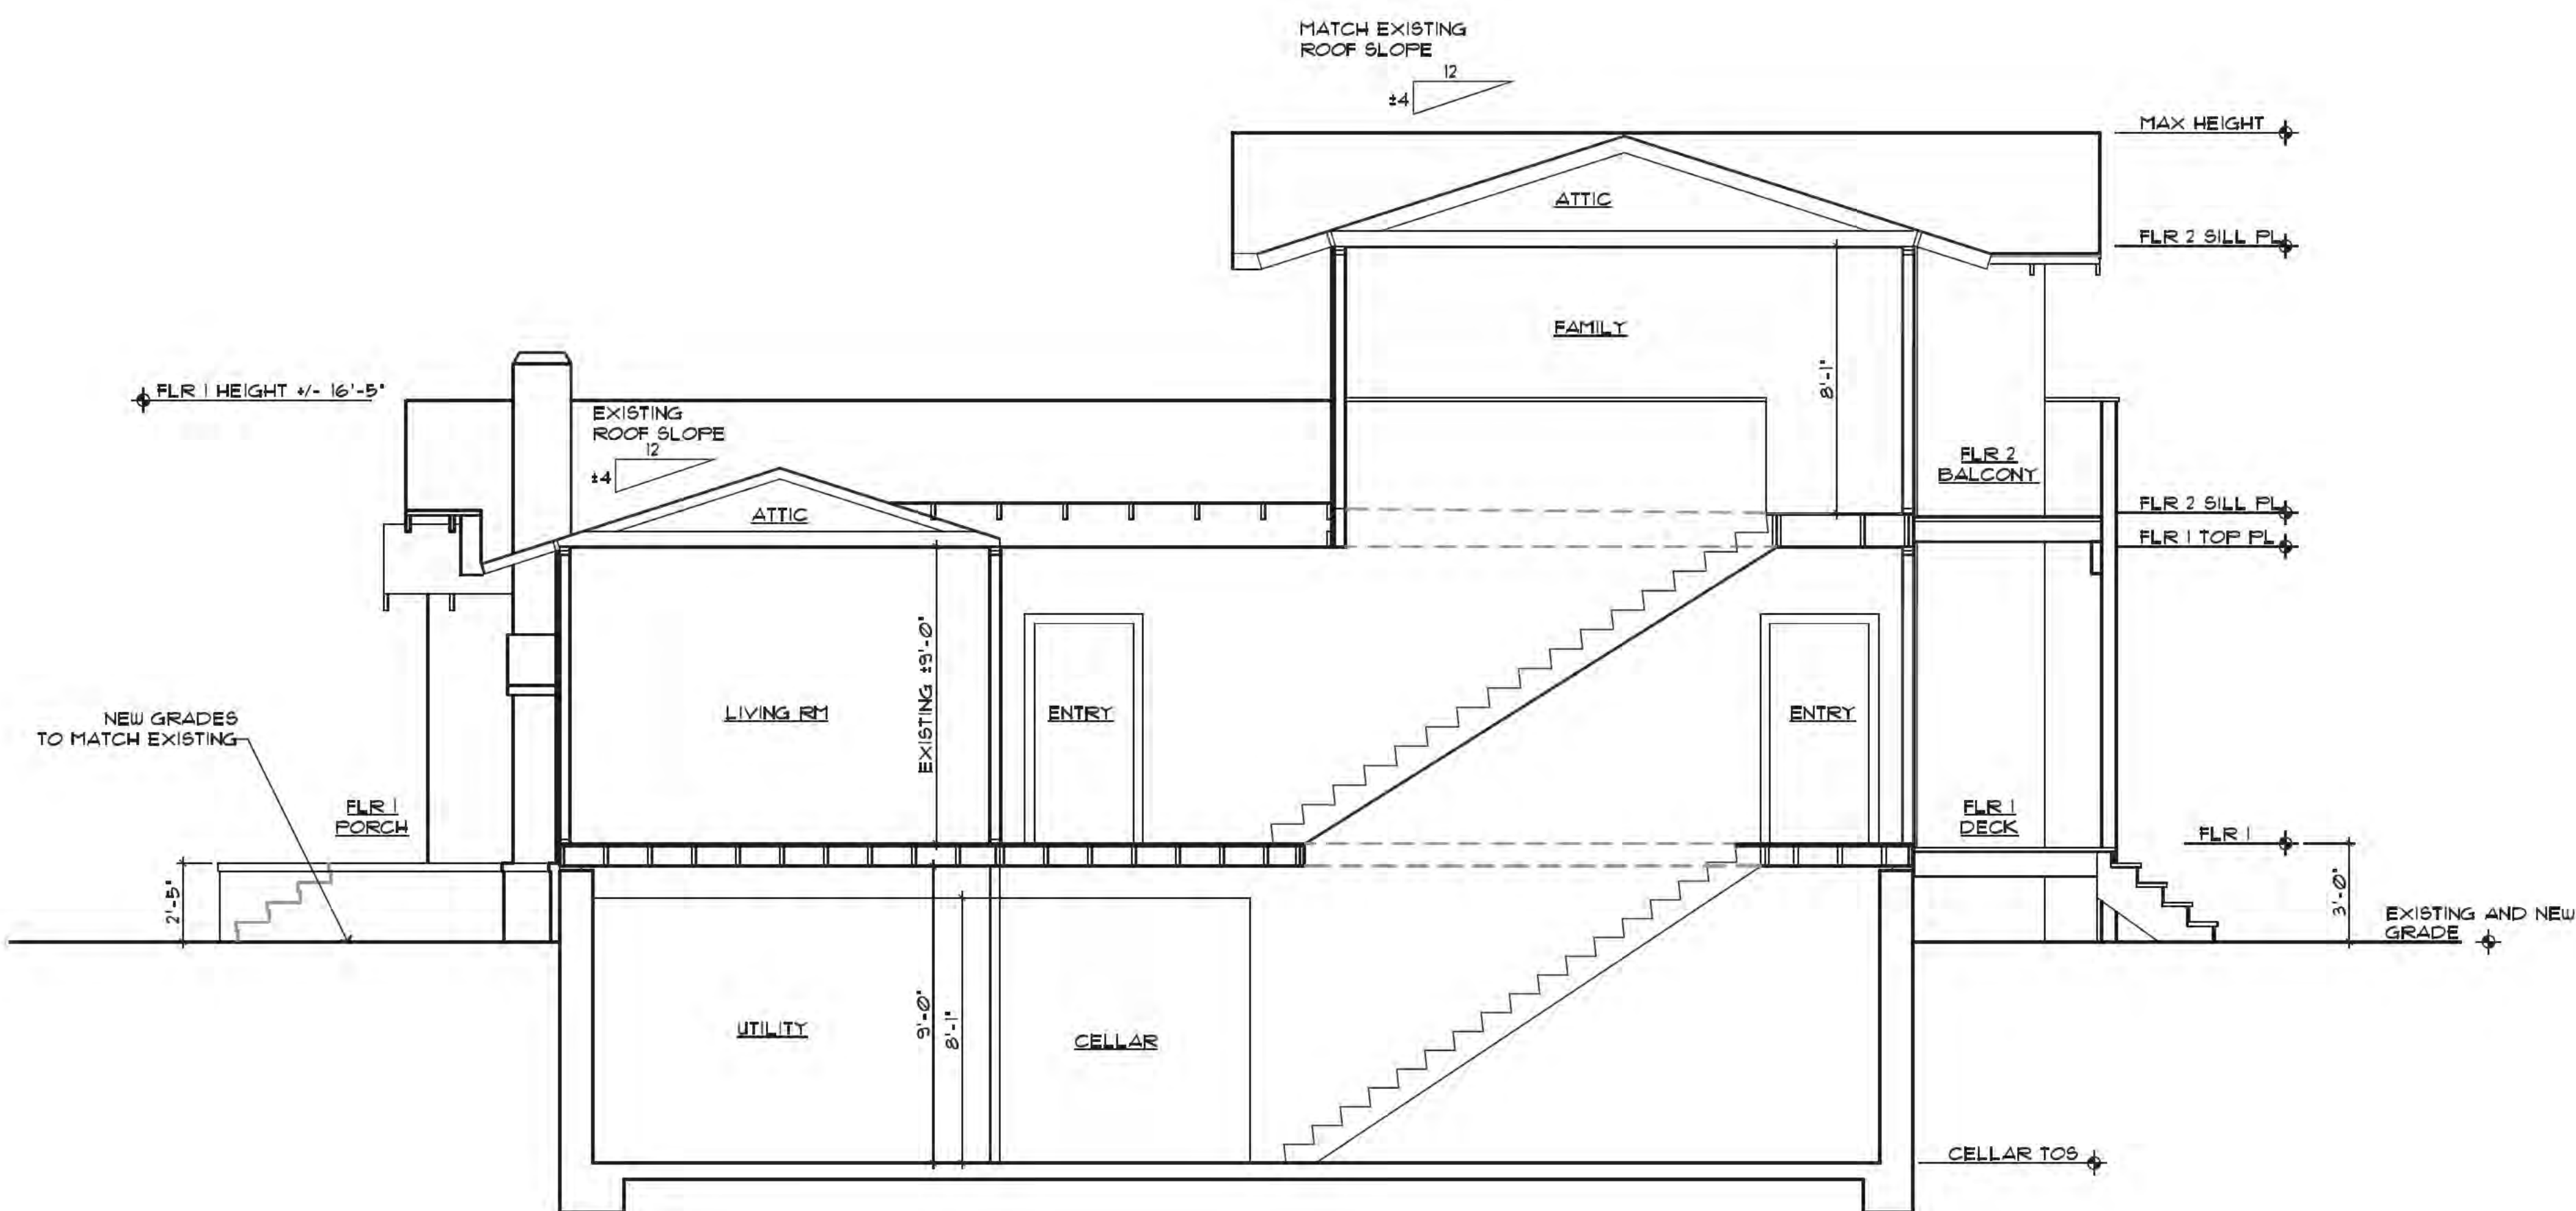 MATCH EXISTING
ROOF SLOPE
12
±4
MAX HEIGHT
ATTIC
FLR 2 SILL PL
FAMILY
8'-1"
FLR 1 HEIGHT +/- 16'-5"
EXISTING
ROOF SLOPE
12
±4
ATTIC
FLR 2
BALCONY
FLR 2 SILL PL
FLR 1 TOP PL
EXISTING ±9'-0"
NEW GRADES
TO MATCH EXISTING
LIVING RM
ENTRY
ENTRY
FLR 1
PORCH
FLR 1
DECK
FLR 1
2'-5"
3'-0"
EXISTING AND NEW
GRADE
9'-0"
8'-1"
UTILITY
CELLAR
CELLAR TOS